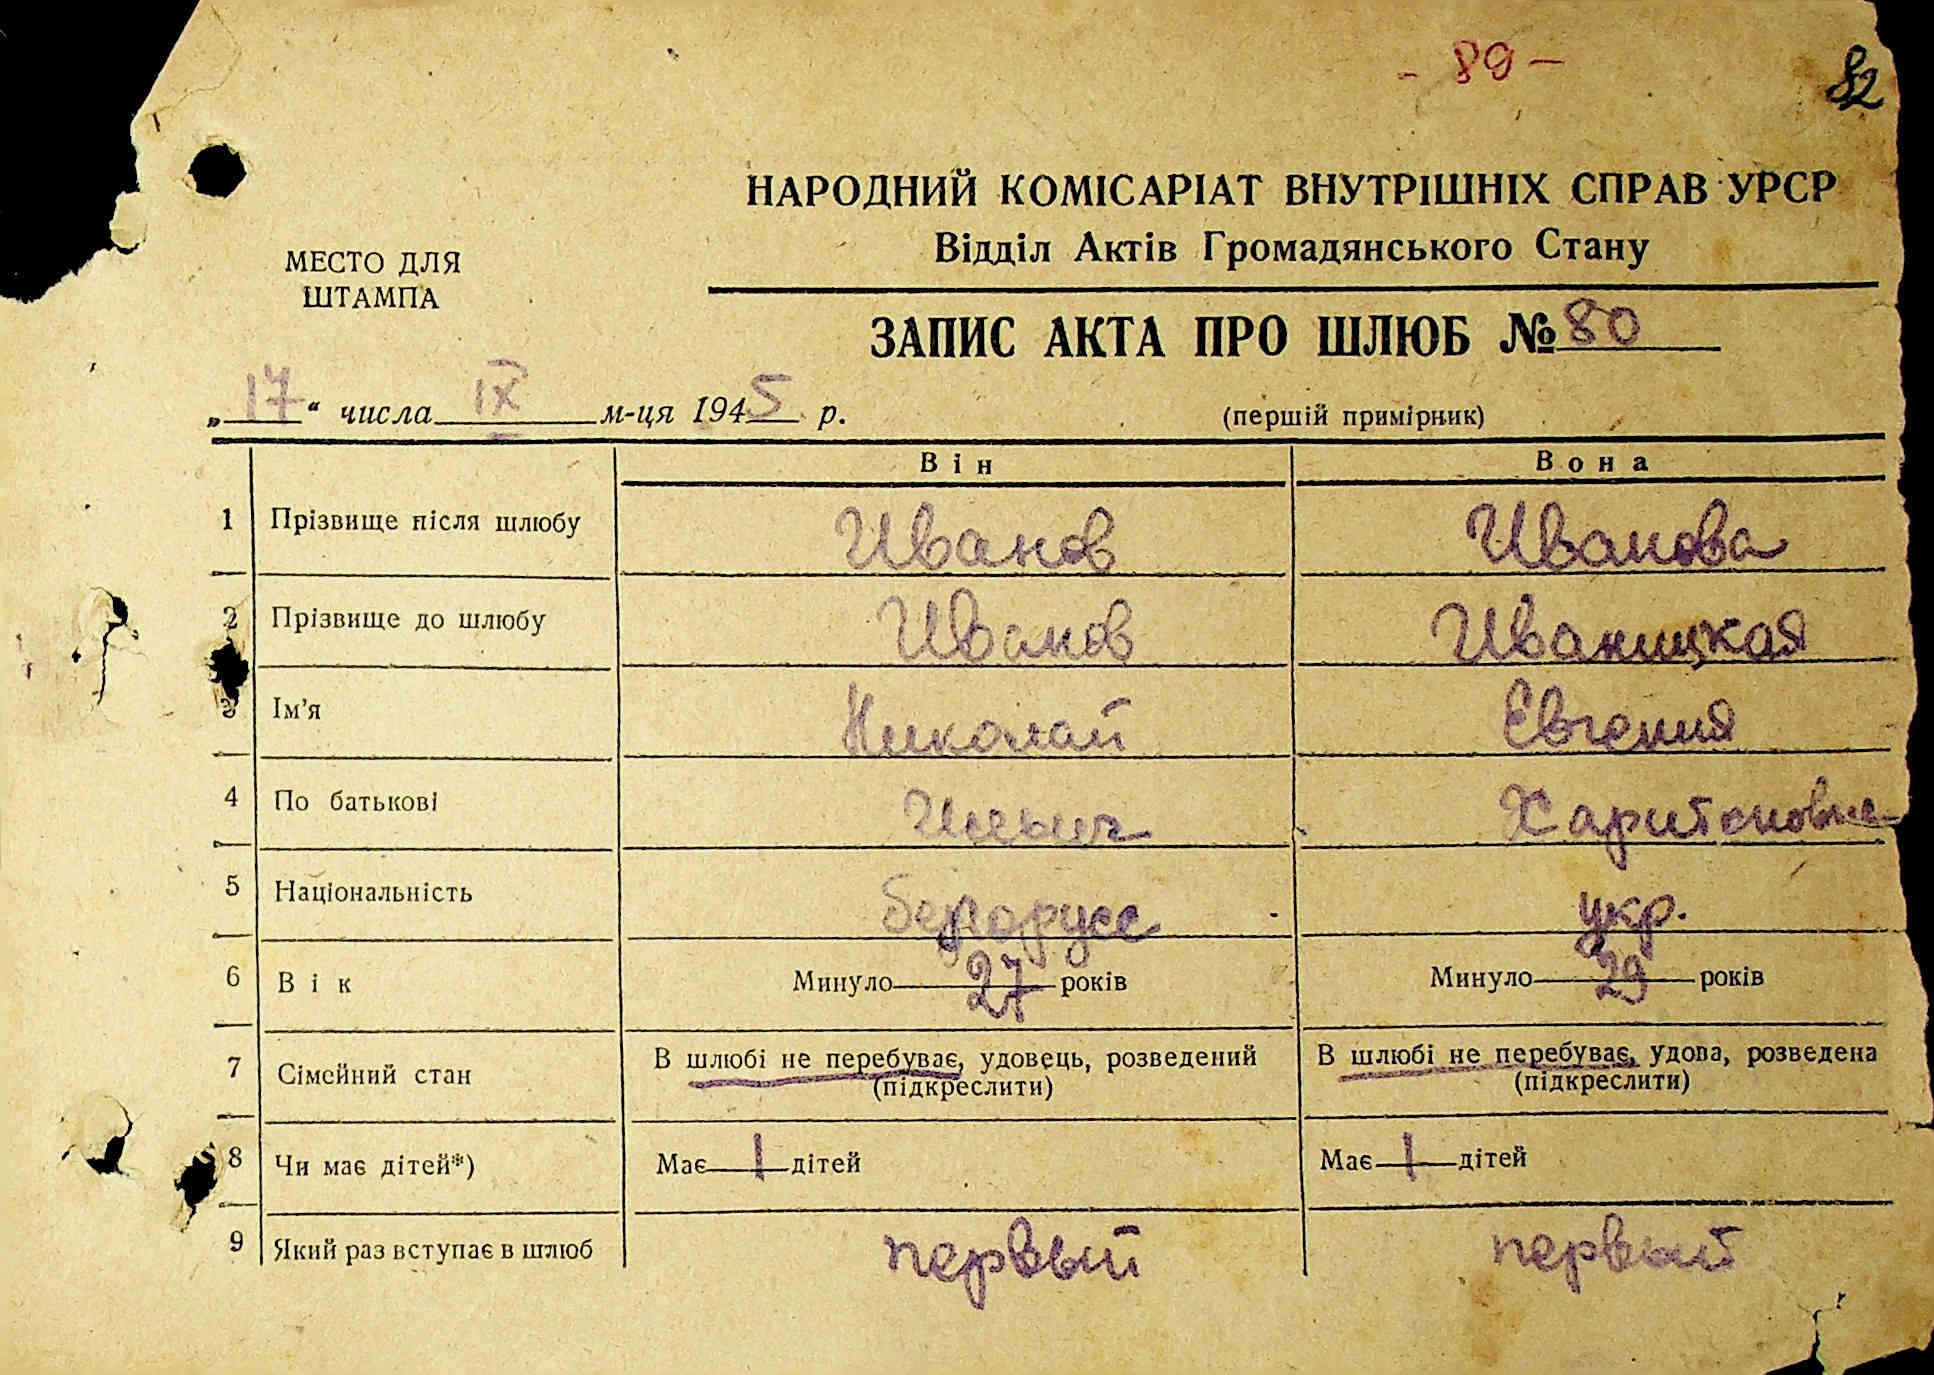 - 89 -
82
НАРОДНИЙ КОМІСАРІАТ ВНУТРІШНІХ СПРАВ УРСР
Відділ Актів Громадянського Стану
МЕСТО ДЛЯ
ШТАМПА
ЗАПИС АКТА ПРО ШЛЮБ № 80
„17“ числа IX м-ця 1945 р.
(першій примірник)
Він Вона
1 Прізвище після шлюбу Иванов Иванова
2 Прізвище до шлюбу Иванов Иваницкая
3 Ім'я Николай Евгения
4 По батькові Ильич Харитоновна
5 Національність белорусс укр.
6 Вік Минуло 27 років Минуло 29 років
7 Сімейний стан В шлюбі не перебуває, удовець, розведений В шлюбі не перебуває, удова, розведена
(підкреслити) (підкреслити)
8 Чи має дітей*) Має 1 дітей Має 1 дітей
9 Який раз вступає в шлюб первый первый